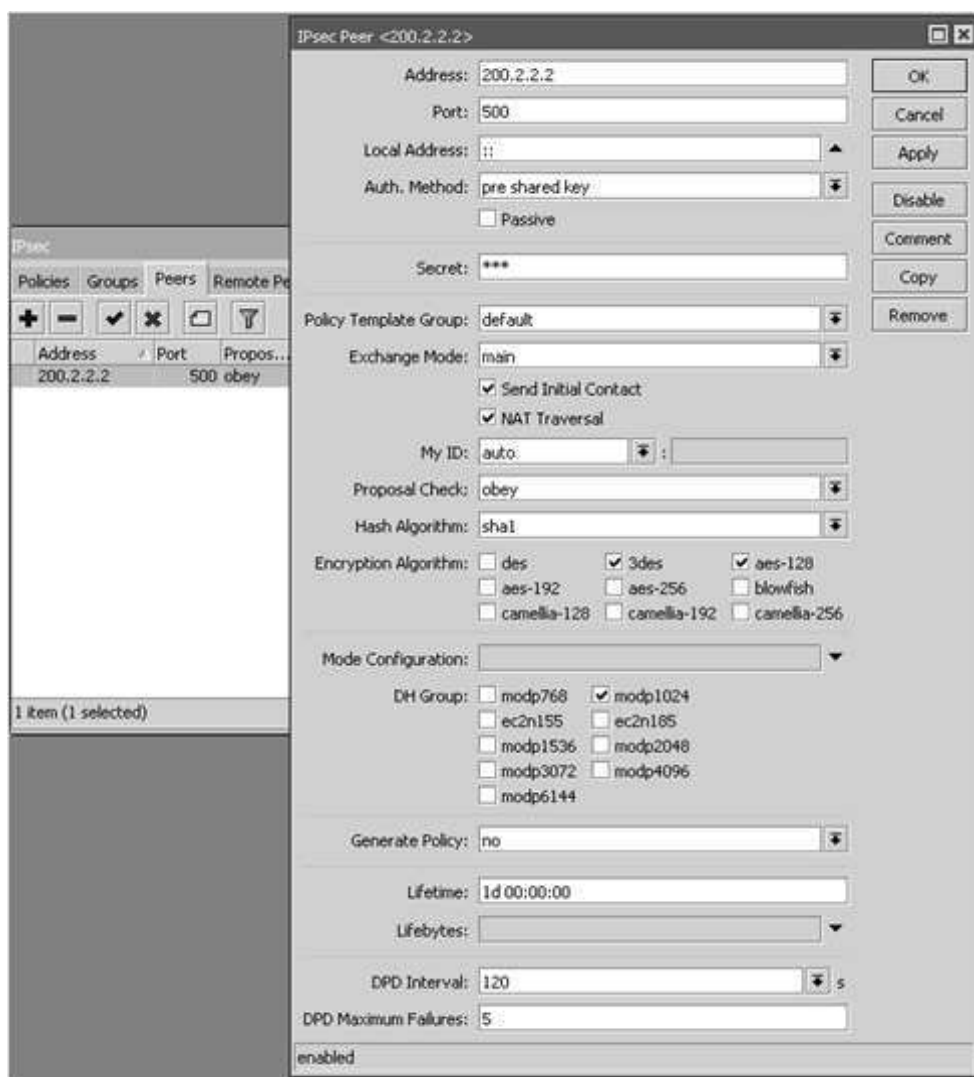 IPsec Peer <200.2.2.2>
Address: 200.2.2.2
OK
Port: 500
Cancel
Local Address: ::
Apply
Auth. Method: pre shared key
Disable
Passive
Comment
Secret: ***
Copy
Policy Template Group: default
Remove
Exchange Mode: main
Send Initial Contact
NAT Traversal
My ID: auto :
Proposal Check: obey
Hash Algorithm: sha1
Encryption Algorithm: des 3des aes-128
aes-192 aes-256 blowfish
camellia-128 camellia-192 camellia-256
Mode Configuration:
DH Group: modp768 modp1024
ec2n155 ec2n185
modp1536 modp2048
modp3072 modp4096
modp6144
Generate Policy: no
Lifetime: 1d 00:00:00
Lifebytes:
DPD Interval: 120 s
DPD Maximum Failures: 5
enabled
IPsec
Policies Groups Peers Remote Pe
Address Port Propos...
200.2.2.2 500 obey
1 item (1 selected)